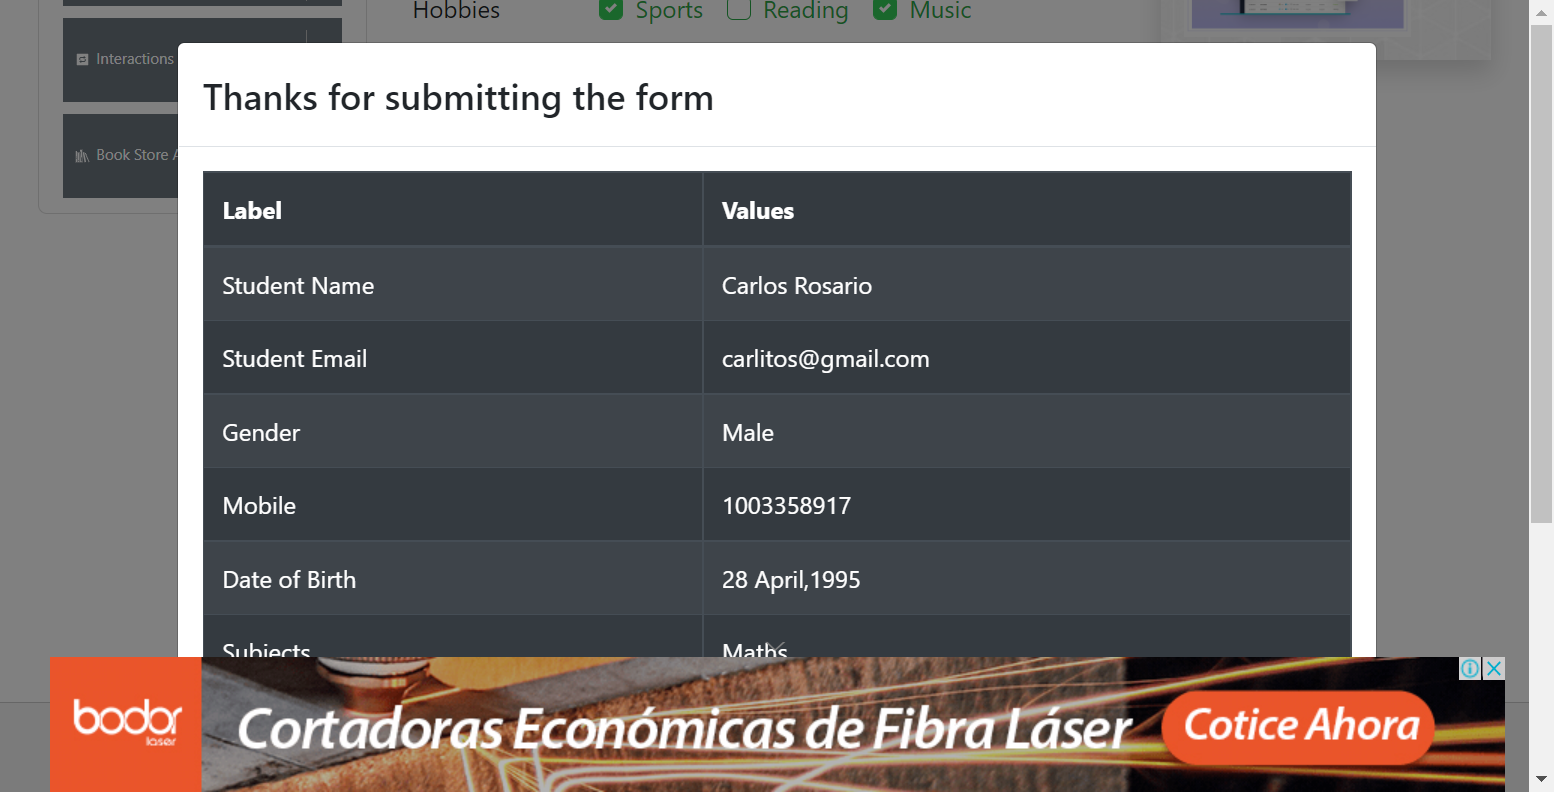 Hobbies Sports Reading Music
Interactions
Book Store
Thanks for submitting the form
Label Values
Student Name Carlos Rosario
Student Email carlitos@gmail.com
Gender Male
Mobile 1003358917
Date of Birth 28 April,1995
Subjects Maths
bodor
laser
Cortadoras Económicas de Fibra Láser
Cotice Ahora